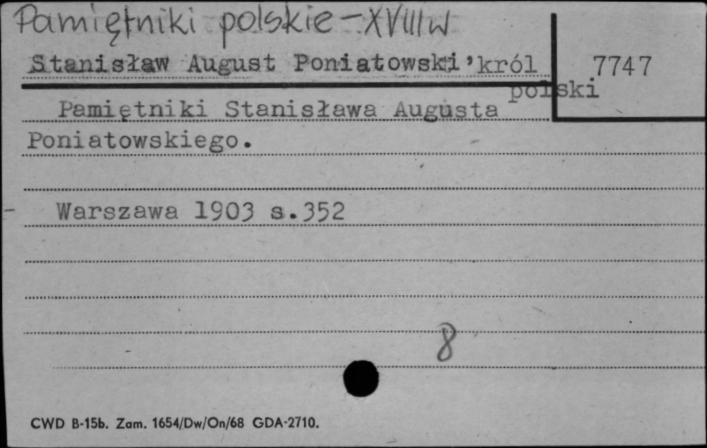 Pamiętniki polskie - XVIII w
Stanisław August Poniatowski, król 7747
polski
Pamiętniki Stanisława Augusta
Poniatowskiego.
Warszawa 1903 s.352
8
CWD B-15b. Zam. 1654/Dw/On/68 GDA-2710.